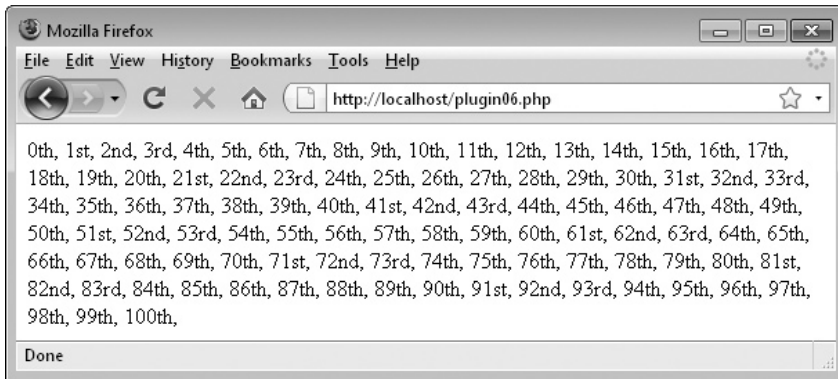 Mozilla Firefox
File Edit View History Bookmarks Tools Help
http://localhost/plugin06.php
0th, 1st, 2nd, 3rd, 4th, 5th, 6th, 7th, 8th, 9th, 10th, 11th, 12th, 13th, 14th, 15th, 16th, 17th,
18th, 19th, 20th, 21st, 22nd, 23rd, 24th, 25th, 26th, 27th, 28th, 29th, 30th, 31st, 32nd, 33rd,
34th, 35th, 36th, 37th, 38th, 39th, 40th, 41st, 42nd, 43rd, 44th, 45th, 46th, 47th, 48th, 49th,
50th, 51st, 52nd, 53rd, 54th, 55th, 56th, 57th, 58th, 59th, 60th, 61st, 62nd, 63rd, 64th, 65th,
66th, 67th, 68th, 69th, 70th, 71st, 72nd, 73rd, 74th, 75th, 76th, 77th, 78th, 79th, 80th, 81st,
82nd, 83rd, 84th, 85th, 86th, 87th, 88th, 89th, 90th, 91st, 92nd, 93rd, 94th, 95th, 96th, 97th,
98th, 99th, 100th,
Done